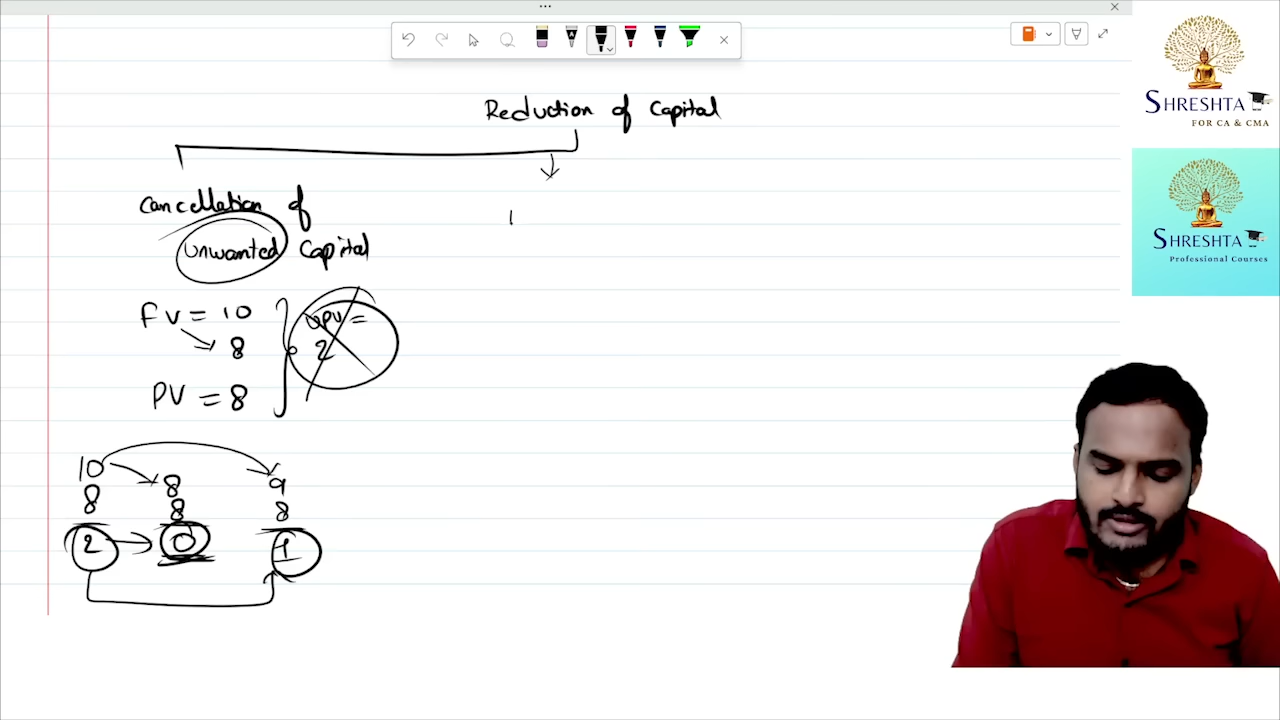 Reduction of Capital
Cancellation of
unwanted Capital
FV = 10
8
PV = 8
UPV =
2
10
8
2
8
8
0
9
8
1
SHRESHTA
FOR CA & CMA
SHRESHTA
Professional Courses